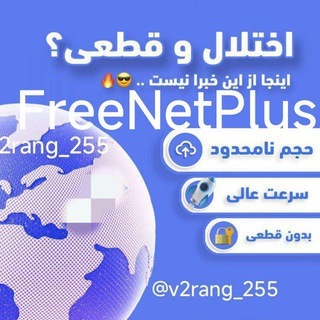 اختلال و قطعی؟
اینجا از این خبرا نیست .. 😎🔥
FreeNetPlus
2rang_255
حجم نامحدود
سرعت عالی
بدون قطعی
@v2rang_255